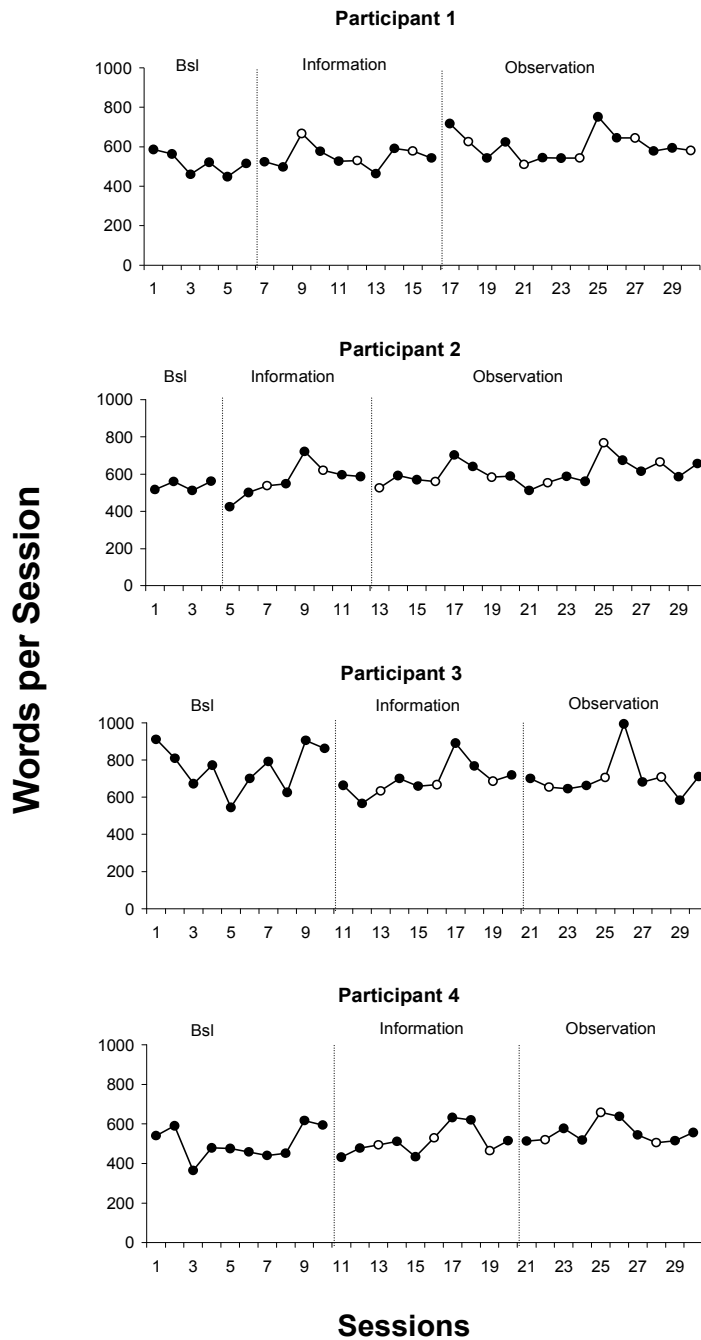 Participant 1
Bsl Information Observation
1000
800
600
400
200
0
1 3 5 7 9 11 13 15 17 19 21 23 25 27 29
Participant 2
Bsl Information Observation
1000
800
600
400
200
0
1 3 5 7 9 11 13 15 17 19 21 23 25 27 29
Words per Session
Participant 3
Bsl Information Observation
1000
800
600
400
200
0
1 3 5 7 9 11 13 15 17 19 21 23 25 27 29
Participant 4
Bsl Information Observation
1000
800
600
400
200
0
1 3 5 7 9 11 13 15 17 19 21 23 25 27 29
Sessions